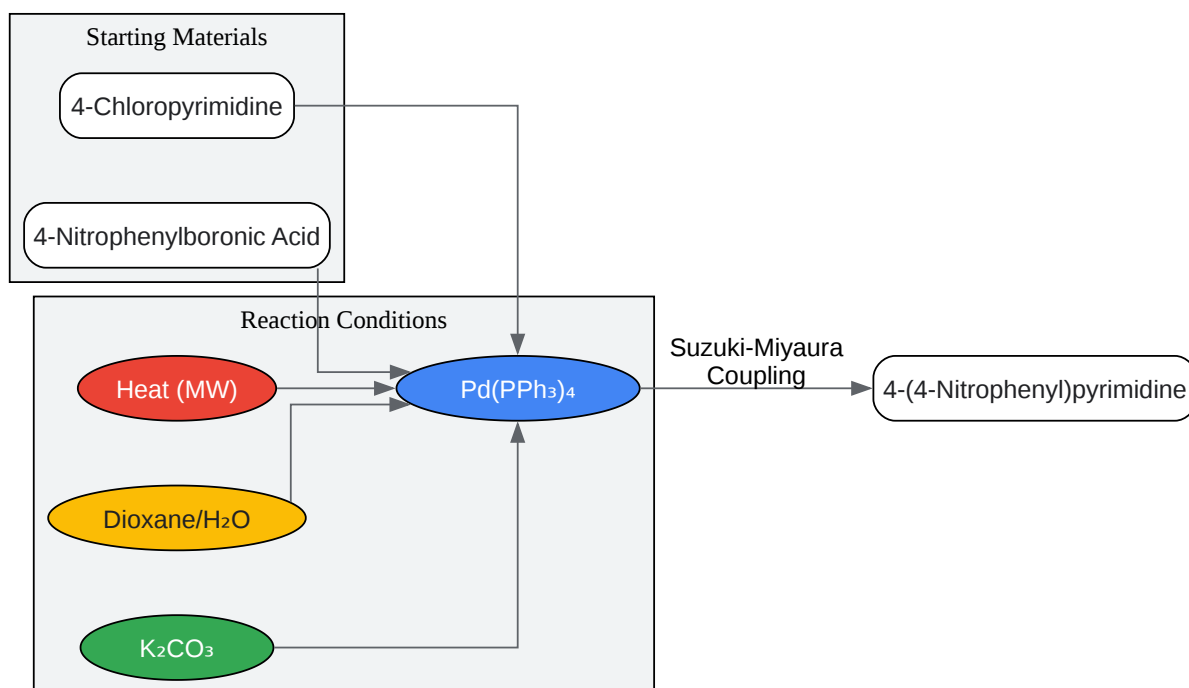 Starting Materials
4-Chloropyrimidine
4-Nitrophenylboronic Acid
Reaction Conditions
Heat (MW)
Pd(PPh₃)₄
Suzuki-Miyaura
Coupling
4-(4-Nitrophenyl)pyrimidine
Dioxane/H₂O
K₂CO₃